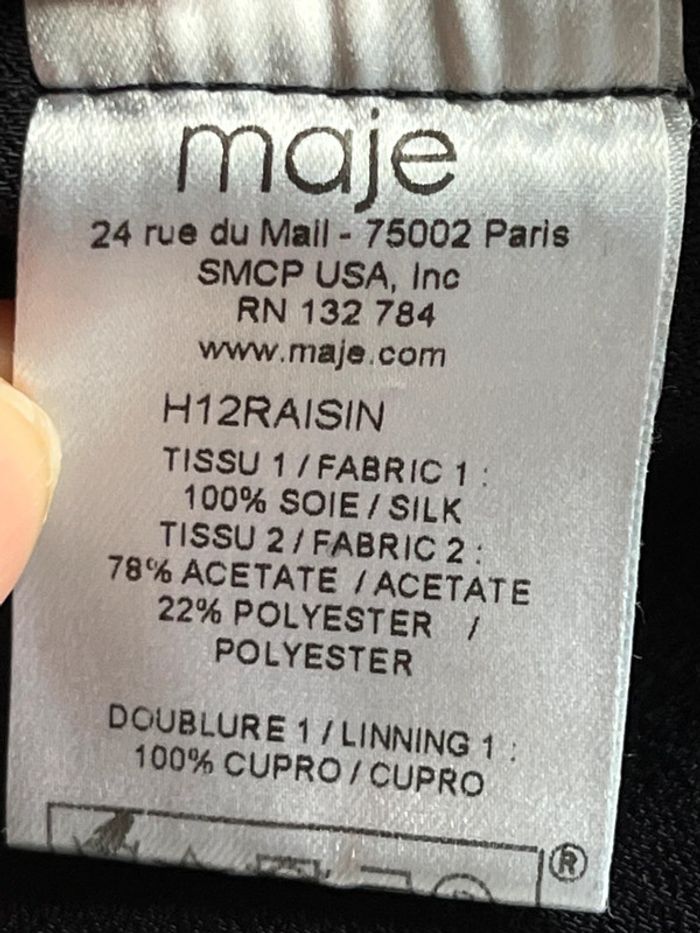 maje
24 rue du Mail - 75002 Paris
SMCP USA, Inc
RN 132 784
www.maje.com
H12RAISIN
TISSU 1 / FABRIC 1 :
100% SOIE / SILK
TISSU 2 / FABRIC 2 :
78% ACETATE / ACETATE
22% POLYESTER /
POLYESTER
DOUBLURE 1 / LINNING 1 :
100% CUPRO / CUPRO
®